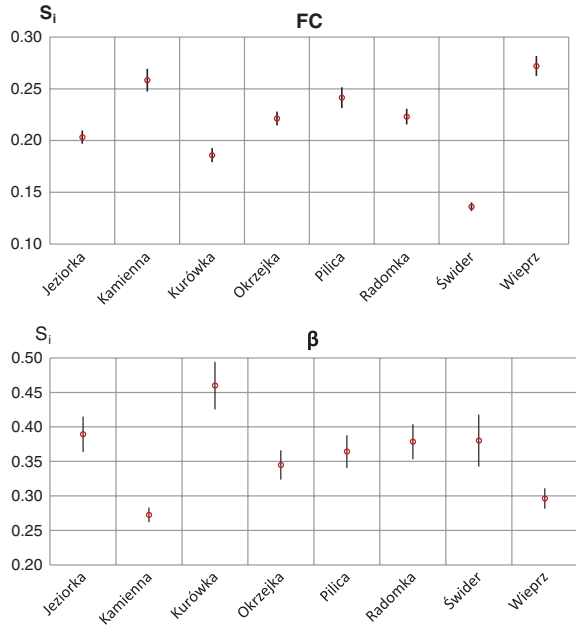 Sᵢ
FC
0.30
0.25
0.20
0.15
0.10
Jeziorka
Kamienna
Kurówka
Okrzejka
Pilica
Radomka
Świder
Wieprz
Sᵢ
β
0.50
0.45
0.40
0.35
0.30
0.25
0.20
Jeziorka
Kamienna
Kurówka
Okrzejka
Pilica
Radomka
Świder
Wieprz